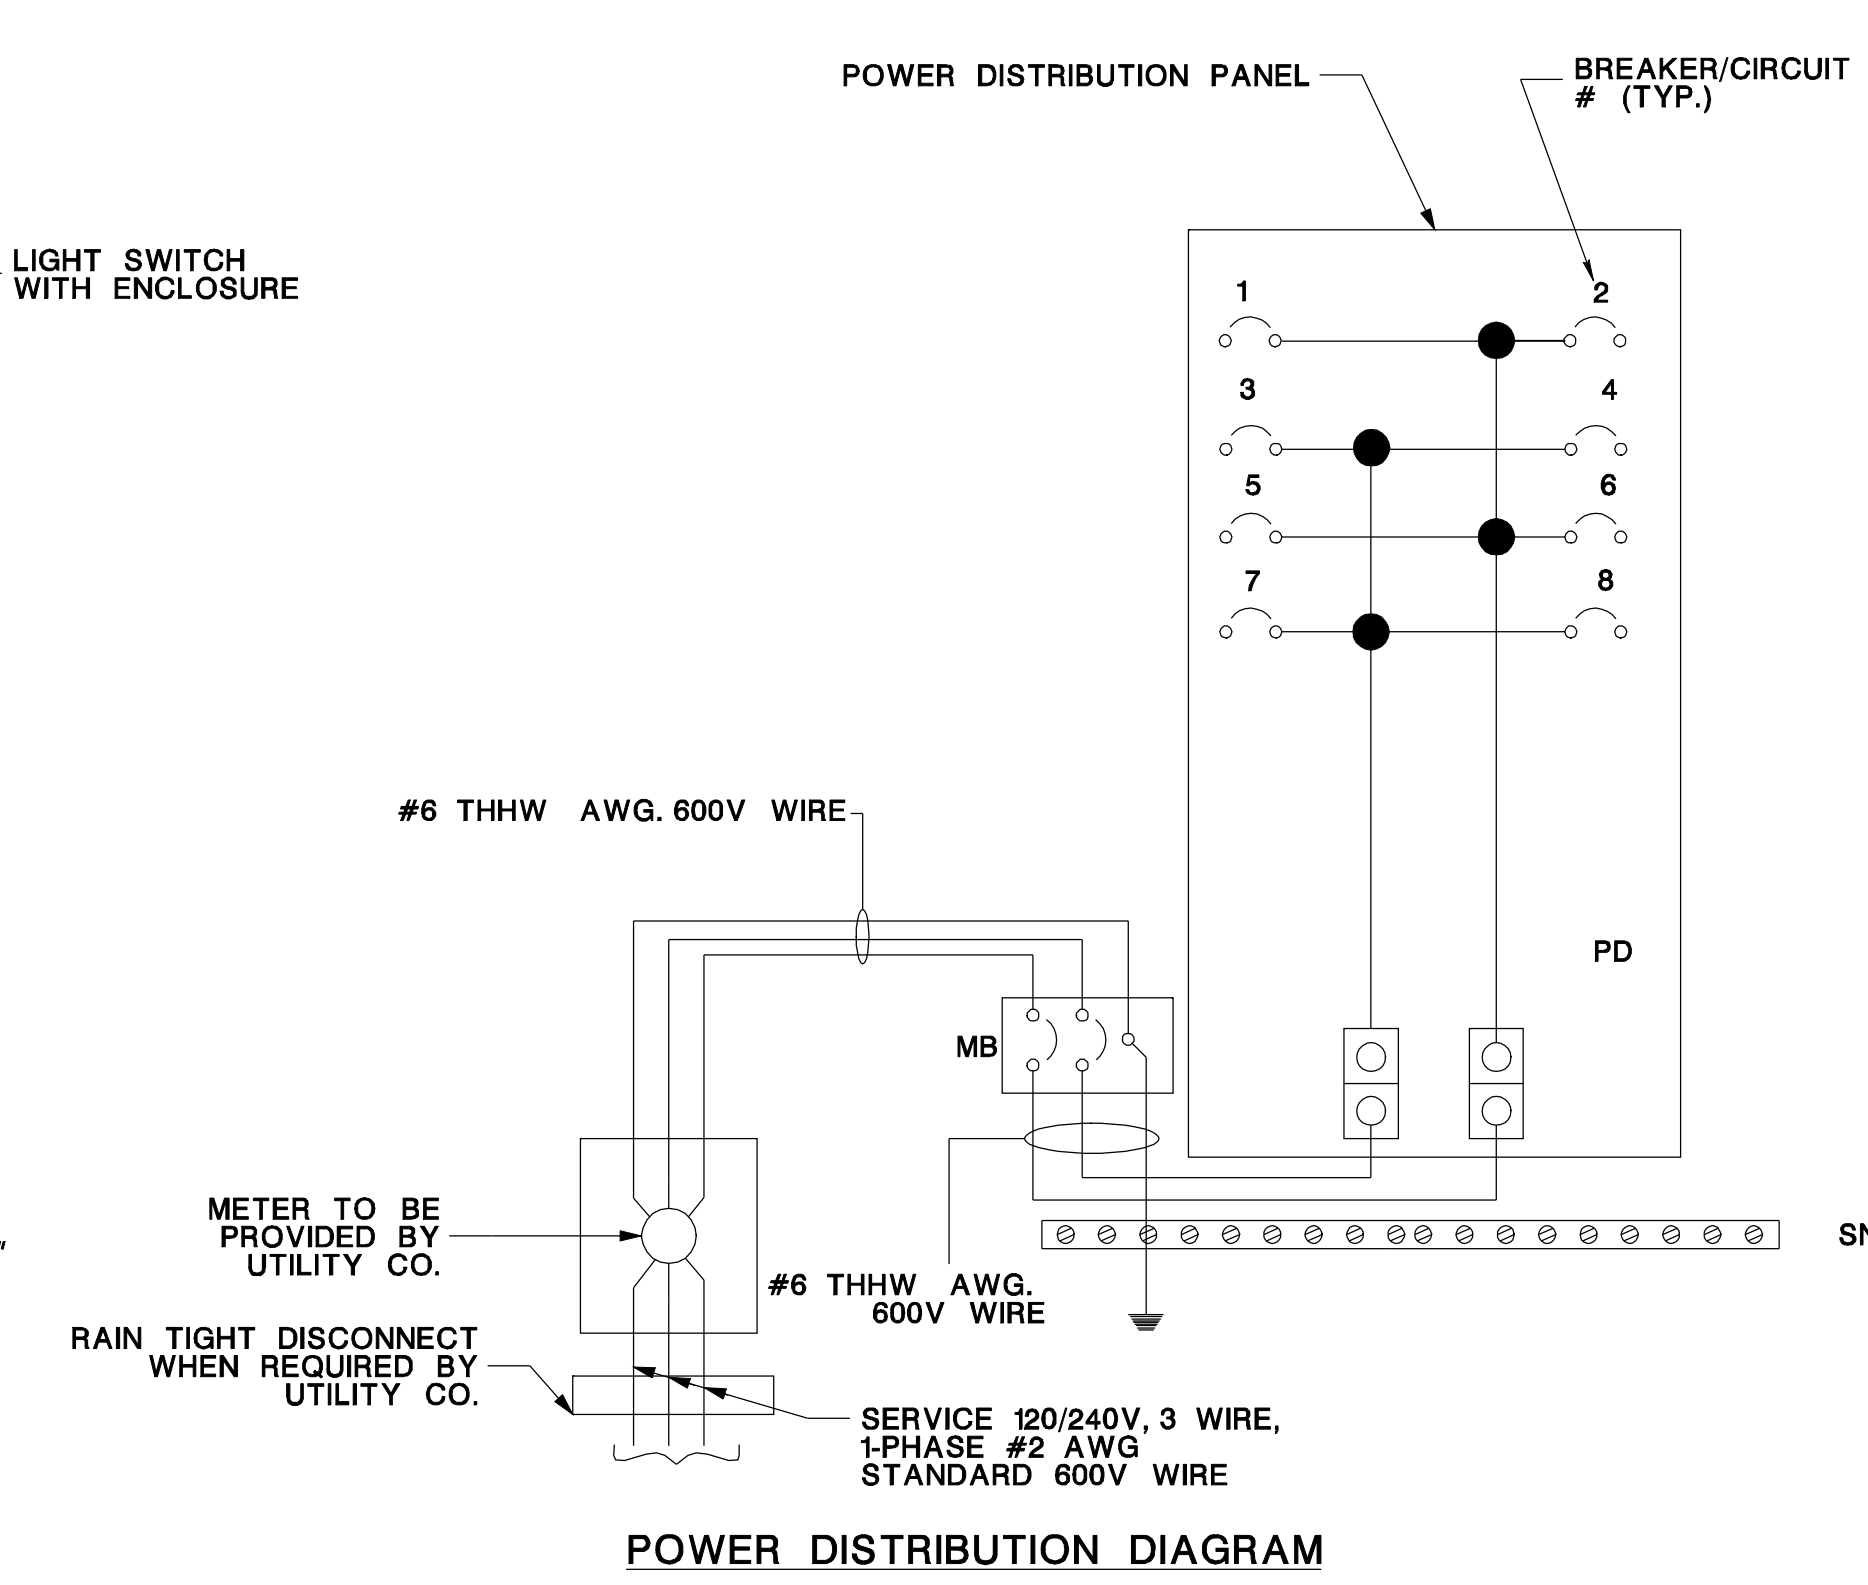 POWER DISTRIBUTION PANEL
BREAKER/CIRCUIT
# (TYP.)
LIGHT SWITCH
WITH ENCLOSURE
1
2
3
4
5
6
7
8
#6 THHW AWG. 600V WIRE
PD
MB
METER TO BE
PROVIDED BY
UTILITY CO.
"
SN
#6 THHW AWG.
600V WIRE
RAIN TIGHT DISCONNECT
WHEN REQUIRED BY
UTILITY CO.
SERVICE 120/240V, 3 WIRE,
1-PHASE #2 AWG
STANDARD 600V WIRE
POWER DISTRIBUTION DIAGRAM